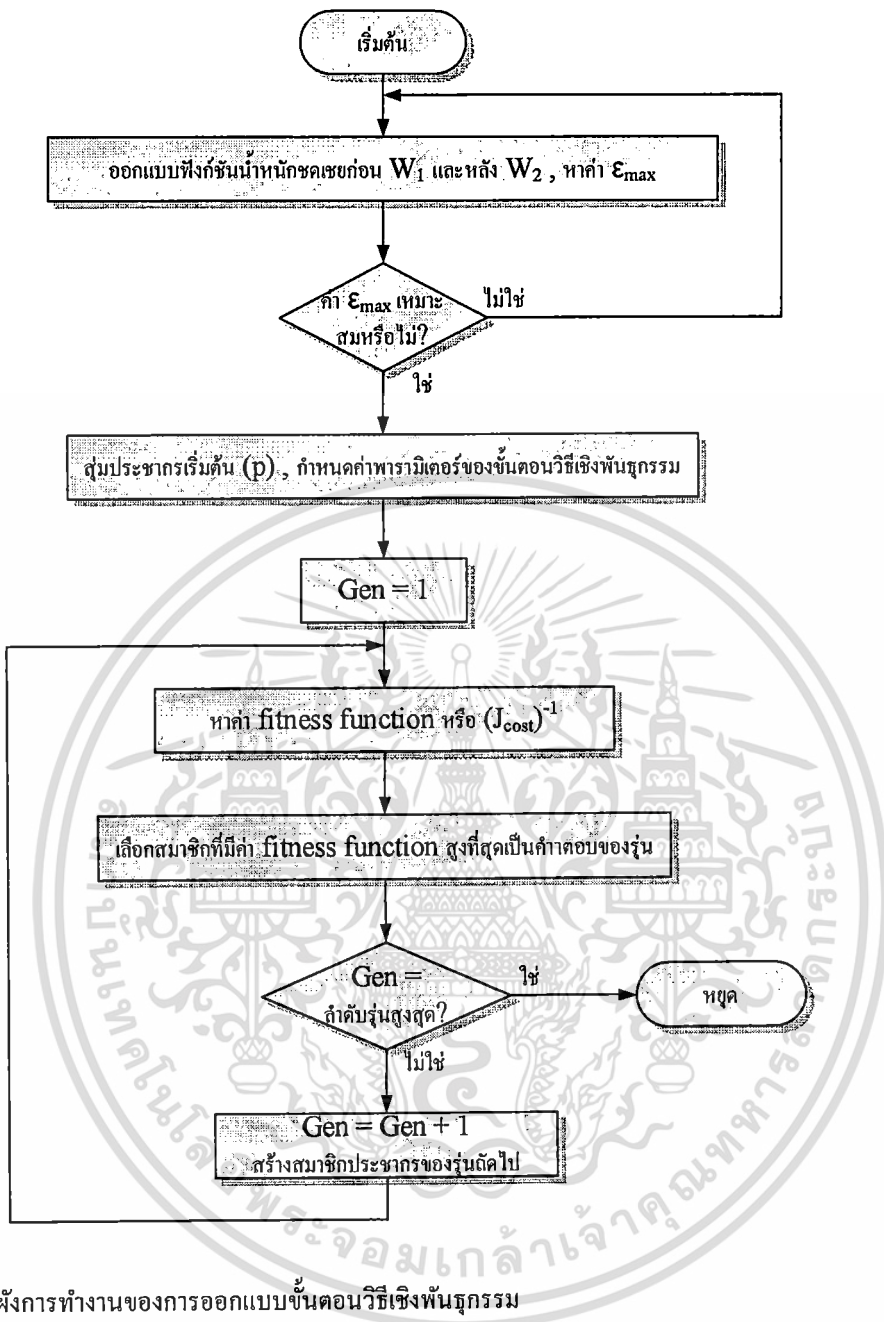 เริ่มต้น
ออกแบบฟังก์ชันน้ำหนักชดเชยก่อน W₁ และหลัง W₂ , หาค่า ε_max
ค่า ε_max เหมาะ
สมหรือไม่?
ไม่ใช่
ใช่
สุ่มประชากรเริ่มต้น (p) , กำหนดค่าพารามิเตอร์ของขั้นตอนวิธีเชิงพันธุกรรม
Gen = 1
หาค่า fitness function หรือ (J_cost)⁻¹
เลือกสมาชิกที่มีค่า fitness function สูงที่สุดเป็นคำาตอบของรุ่น
Gen =
ลำดับรุ่นสูงสุด?
ใช่
หยุด
ไม่ใช่
Gen = Gen + 1
สร้างสมาชิกประชากรของรุ่นถัดไป
ผังการทำงานของการออกแบบขั้นตอนวิธีเชิงพันธุกรรม